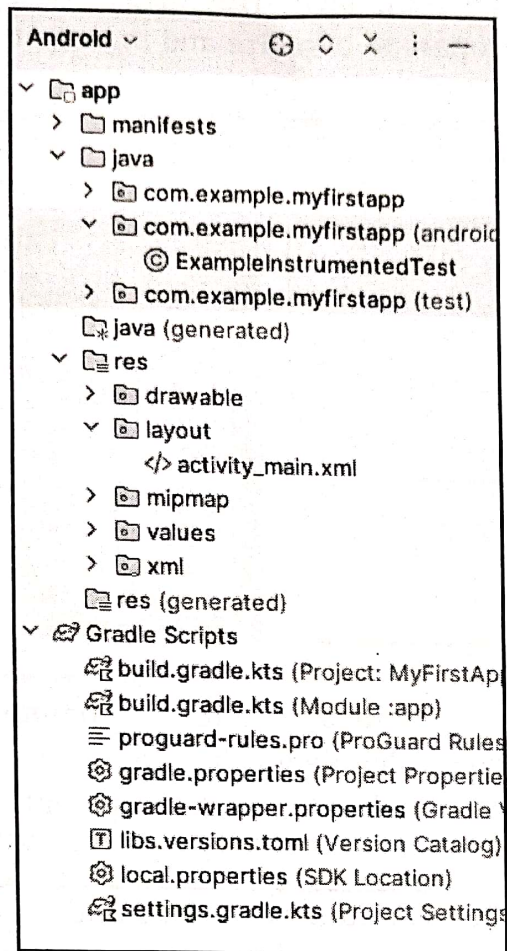 Android
app
manifests
java
com.example.myfirstapp
com.example.myfirstapp (android
ExampleInstrumentedTest
com.example.myfirstapp (test)
java (generated)
res
drawable
layout
</> activity_main.xml
mipmap
values
xml
res (generated)
Gradle Scripts
build.gradle.kts (Project: MyFirstAp
build.gradle.kts (Module :app)
proguard-rules.pro (ProGuard Rules
gradle.properties (Project Propertie
gradle-wrapper.properties (Gradle
libs.versions.toml (Version Catalog)
local.properties (SDK Location)
settings.gradle.kts (Project Settings